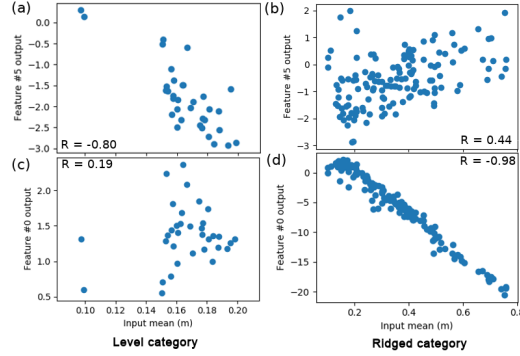 (a)
0.0
-0.5
-1.0
-1.5
-2.0
-2.5
-3.0
Feature #5 output
R = -0.80
(b)
2
1
0
-1
-2
-3
Feature #5 output
R = 0.44
(c)
R = 0.19
2.0
1.5
1.0
0.5
Feature #0 output
0.10 0.12 0.14 0.16 0.18 0.20
Input mean (m)
Level category
(d)
R = -0.98
0
-5
-10
-15
-20
Feature #0 output
0.2 0.4 0.6 0.8
Input mean (m)
Ridged category